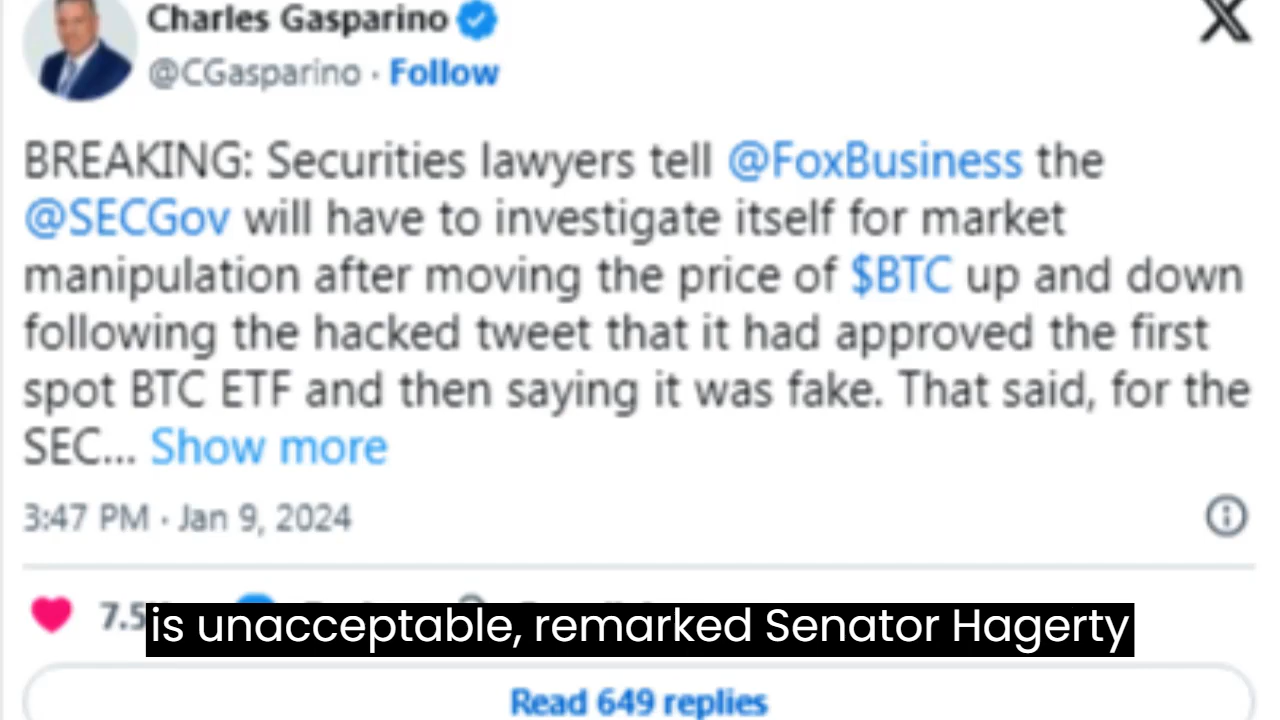 Charles Gasparino
@CGasparino · Follow
BREAKING: Securities lawyers tell @FoxBusiness the
@SECGov will have to investigate itself for market
manipulation after moving the price of $BTC up and down
following the hacked tweet that it had approved the first
spot BTC ETF and then saying it was fake. That said, for the
SEC... Show more
3:47 PM · Jan 9, 2024
is unacceptable, remarked Senator Hagerty
Read 649 replies